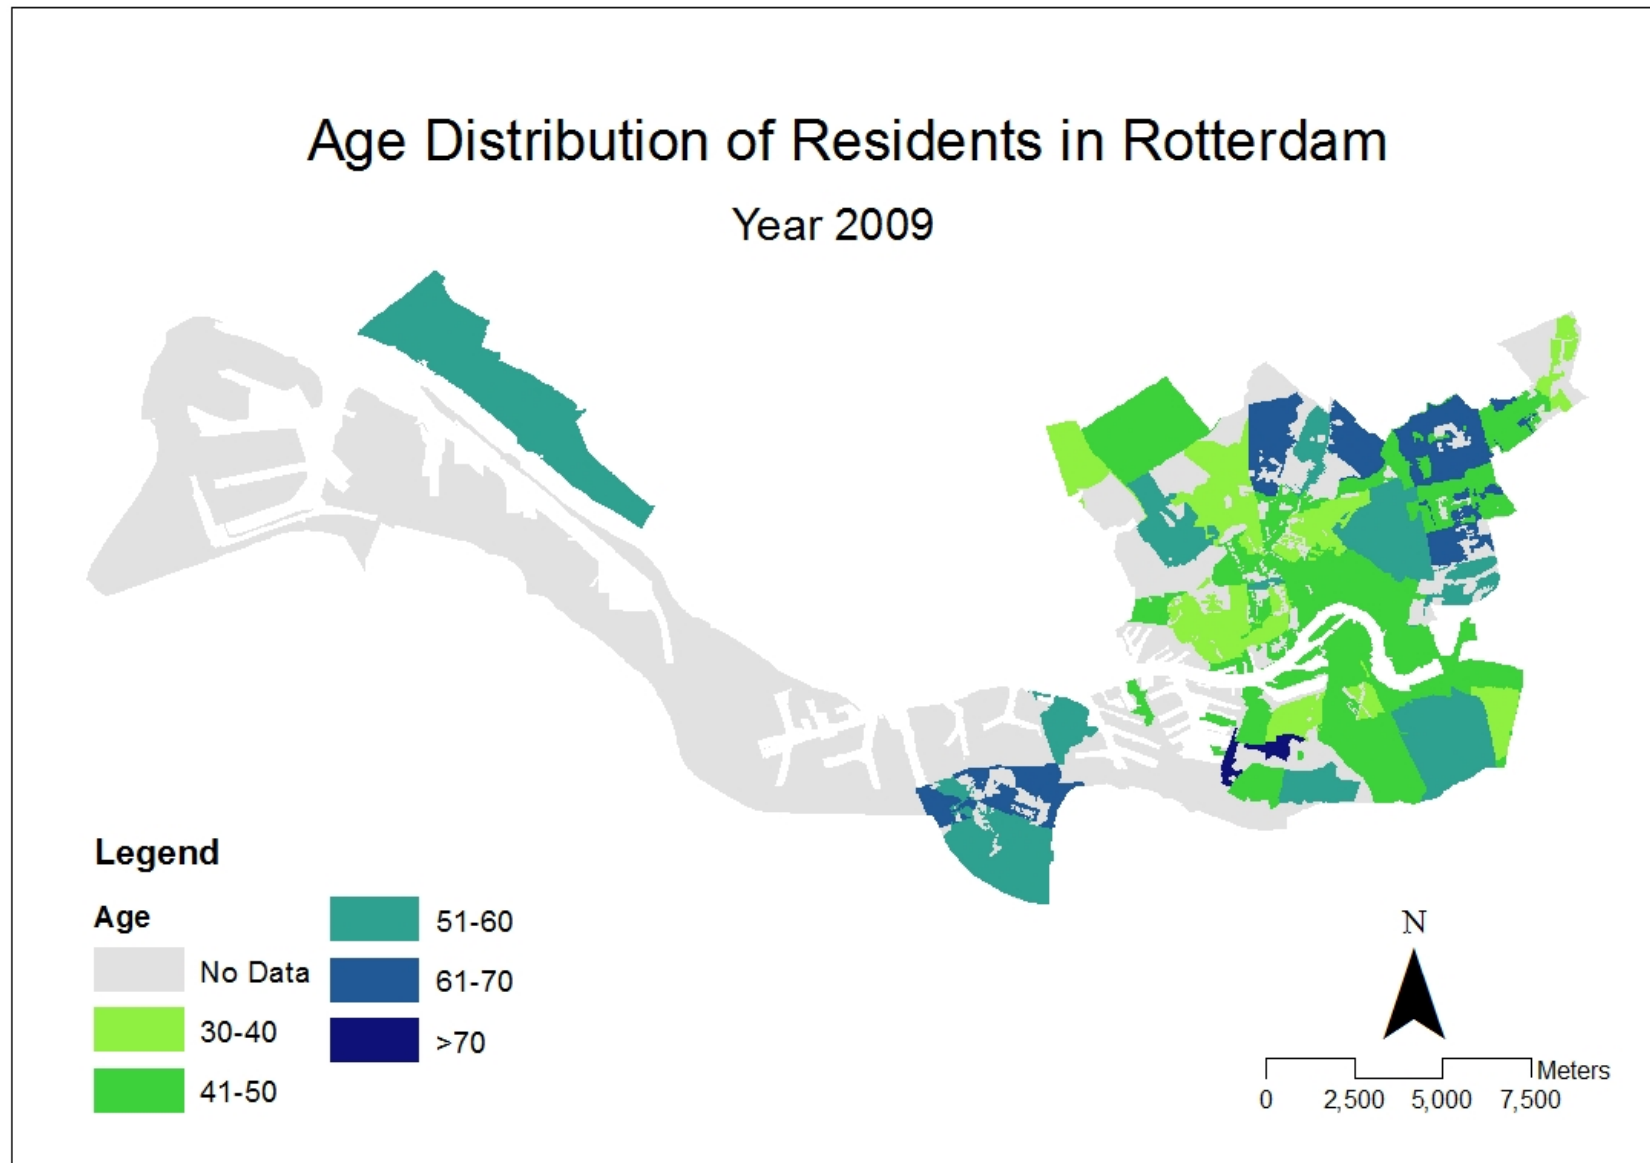 Age Distribution of Residents in Rotterdam
Year 2009
Legend
Age
No Data
30-40
41-50
51-60
61-70
>70
N
Meters
0 2,500 5,000 7,500